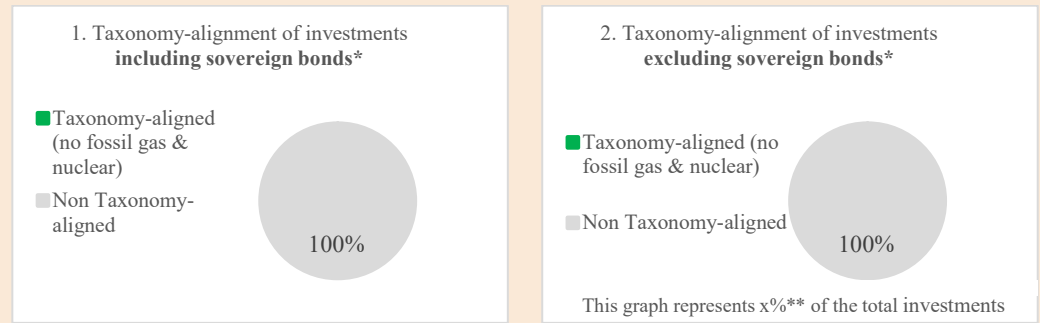 1. Taxonomy-alignment of investments
including sovereign bonds*
Taxonomy-aligned
(no fossil gas &
nuclear)
Non Taxonomy-
aligned
100%
2. Taxonomy-alignment of investments
excluding sovereign bonds*
Taxonomy-aligned (no
fossil gas & nuclear)
Non Taxonomy-aligned
100%
This graph represents x%** of the total investments